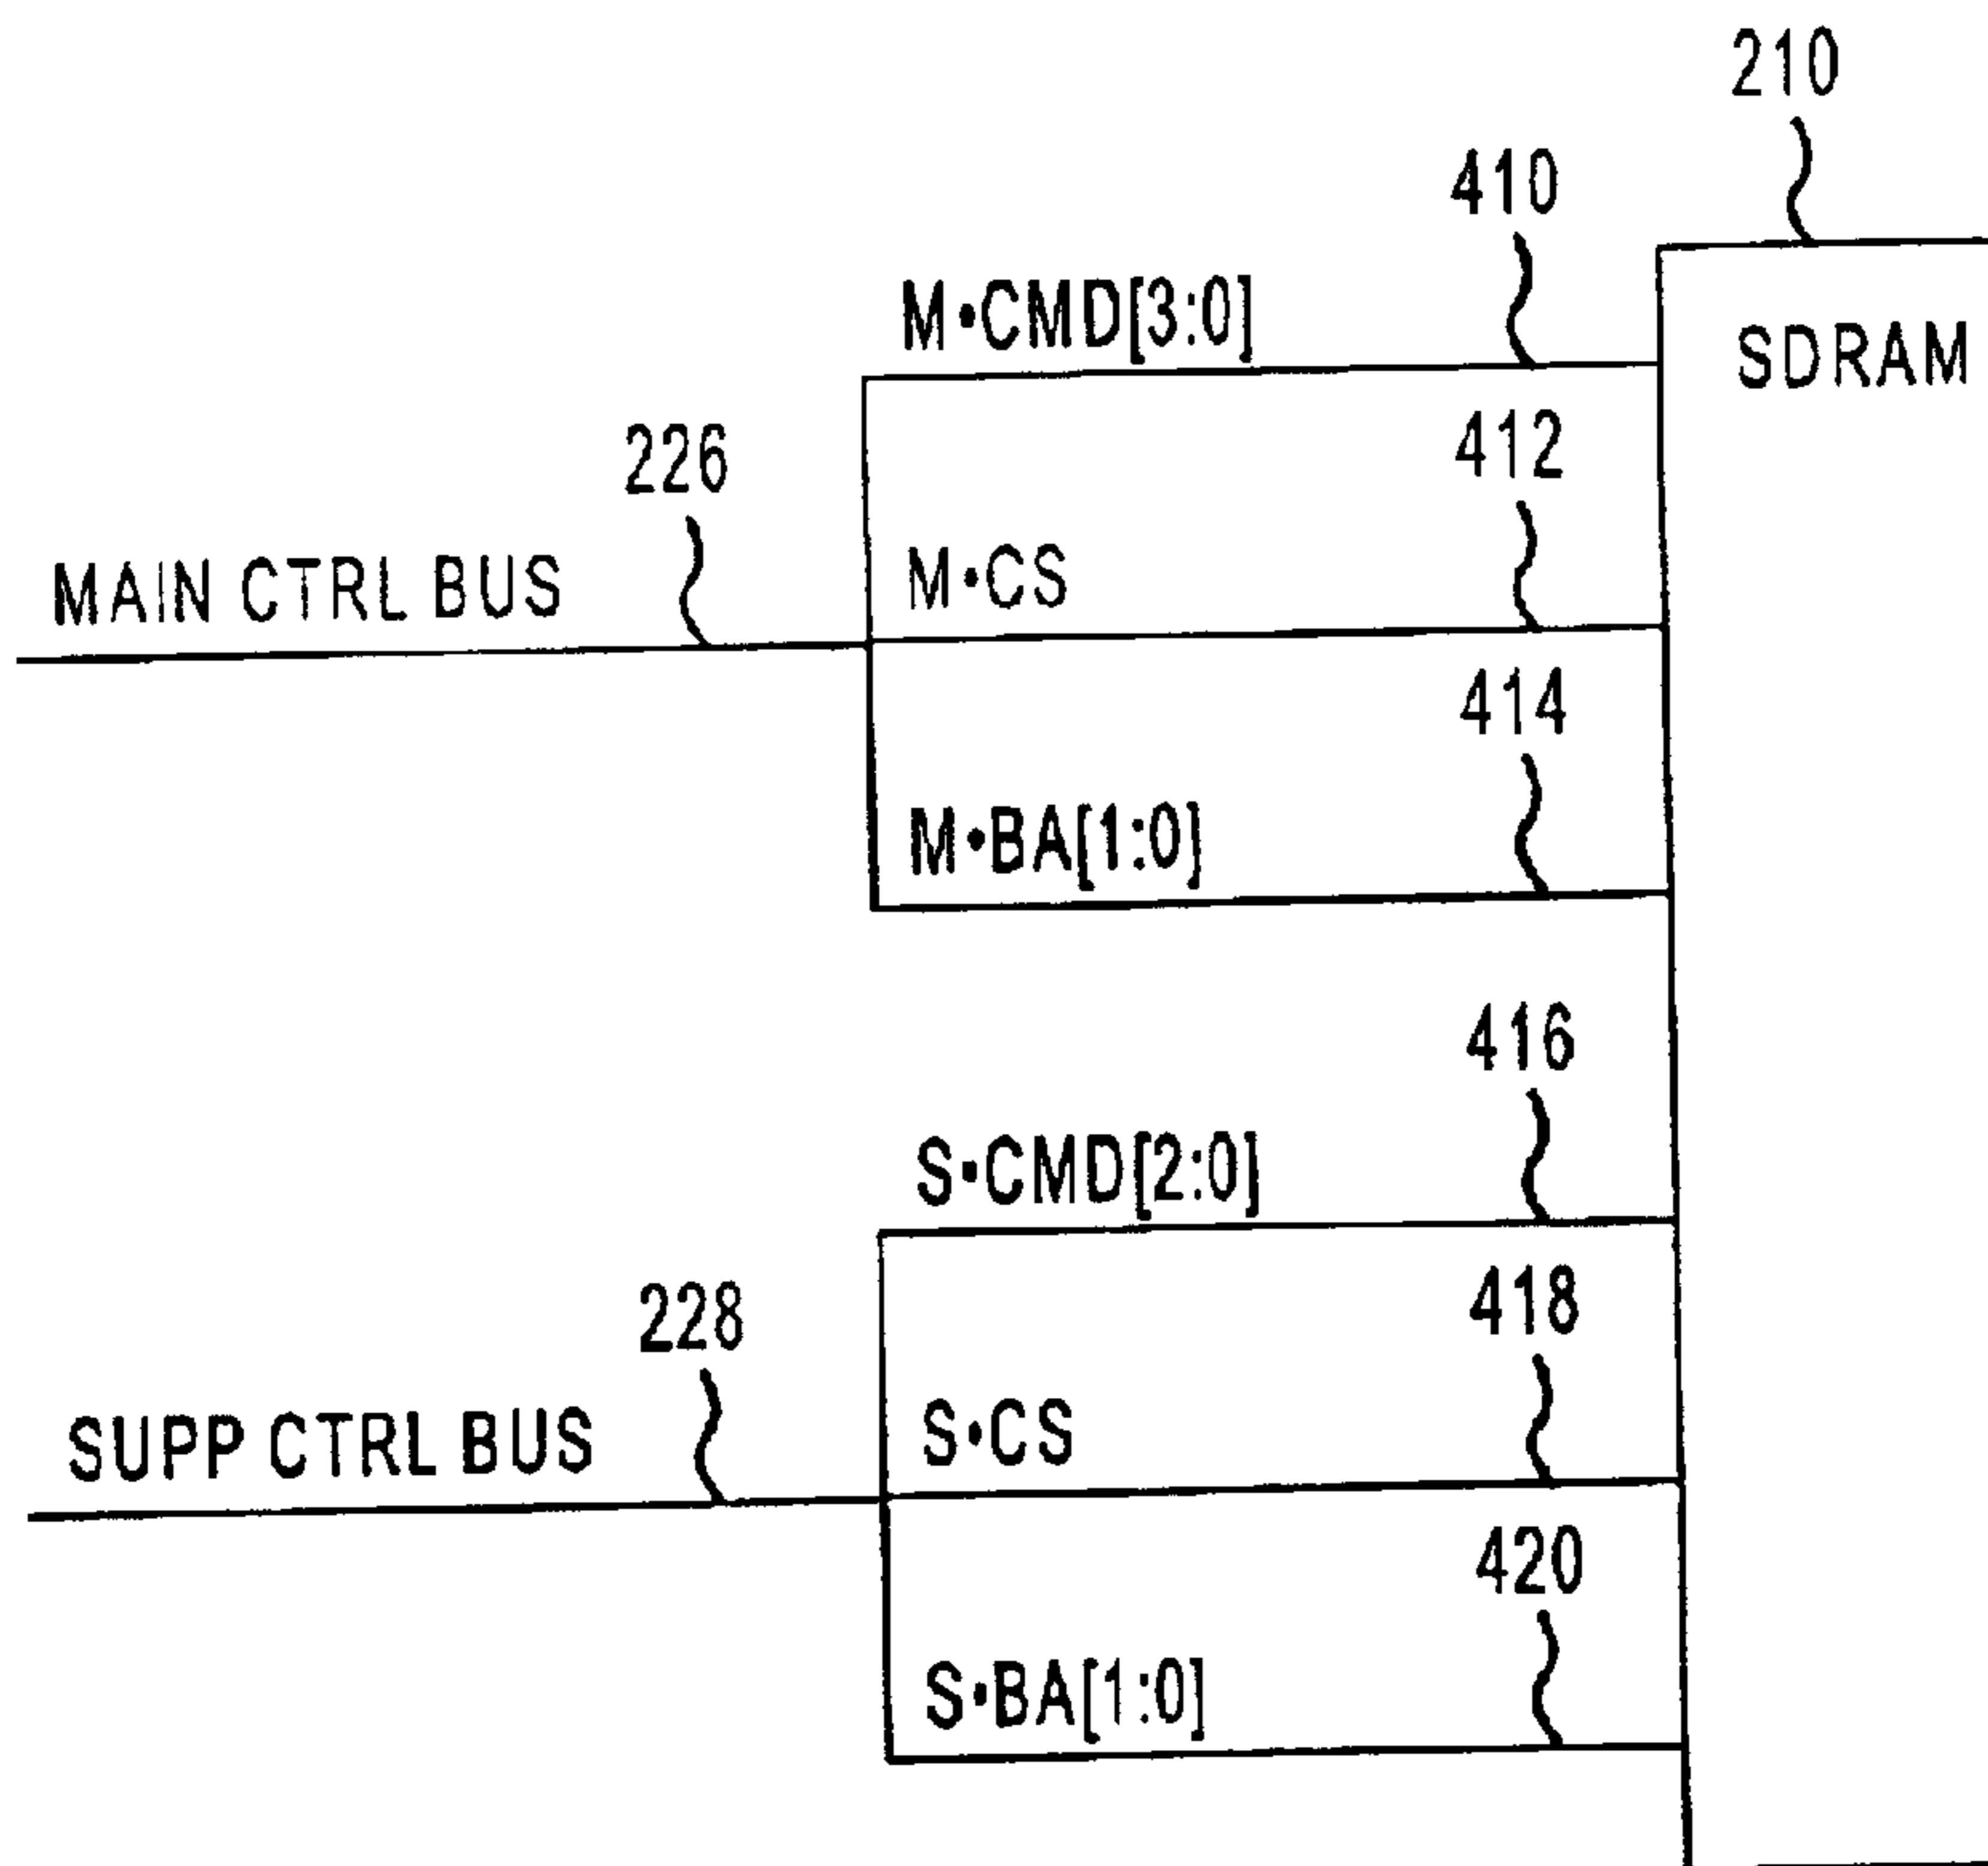 210
410
M•CMD[3:0]
SDRAM
412
226
M•CS
MAIN CTRL BUS
414
M•BA[1:0]
416
S•CMD[2:0]
418
228
S•CS
SUPP CTRL BUS
420
S•BA[1:0]